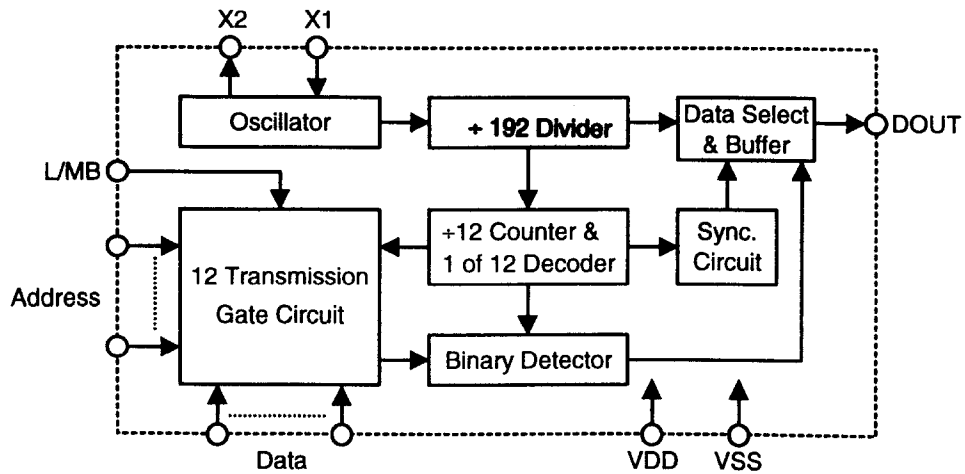 X2
X1
Oscillator
÷ 192 Divider
Data Select
& Buffer
DOUT
L/MB
12 Transmission
Gate Circuit
÷12 Counter &
1 of 12 Decoder
Sync.
Circuit
Address
Binary Detector
Data
VDD
VSS